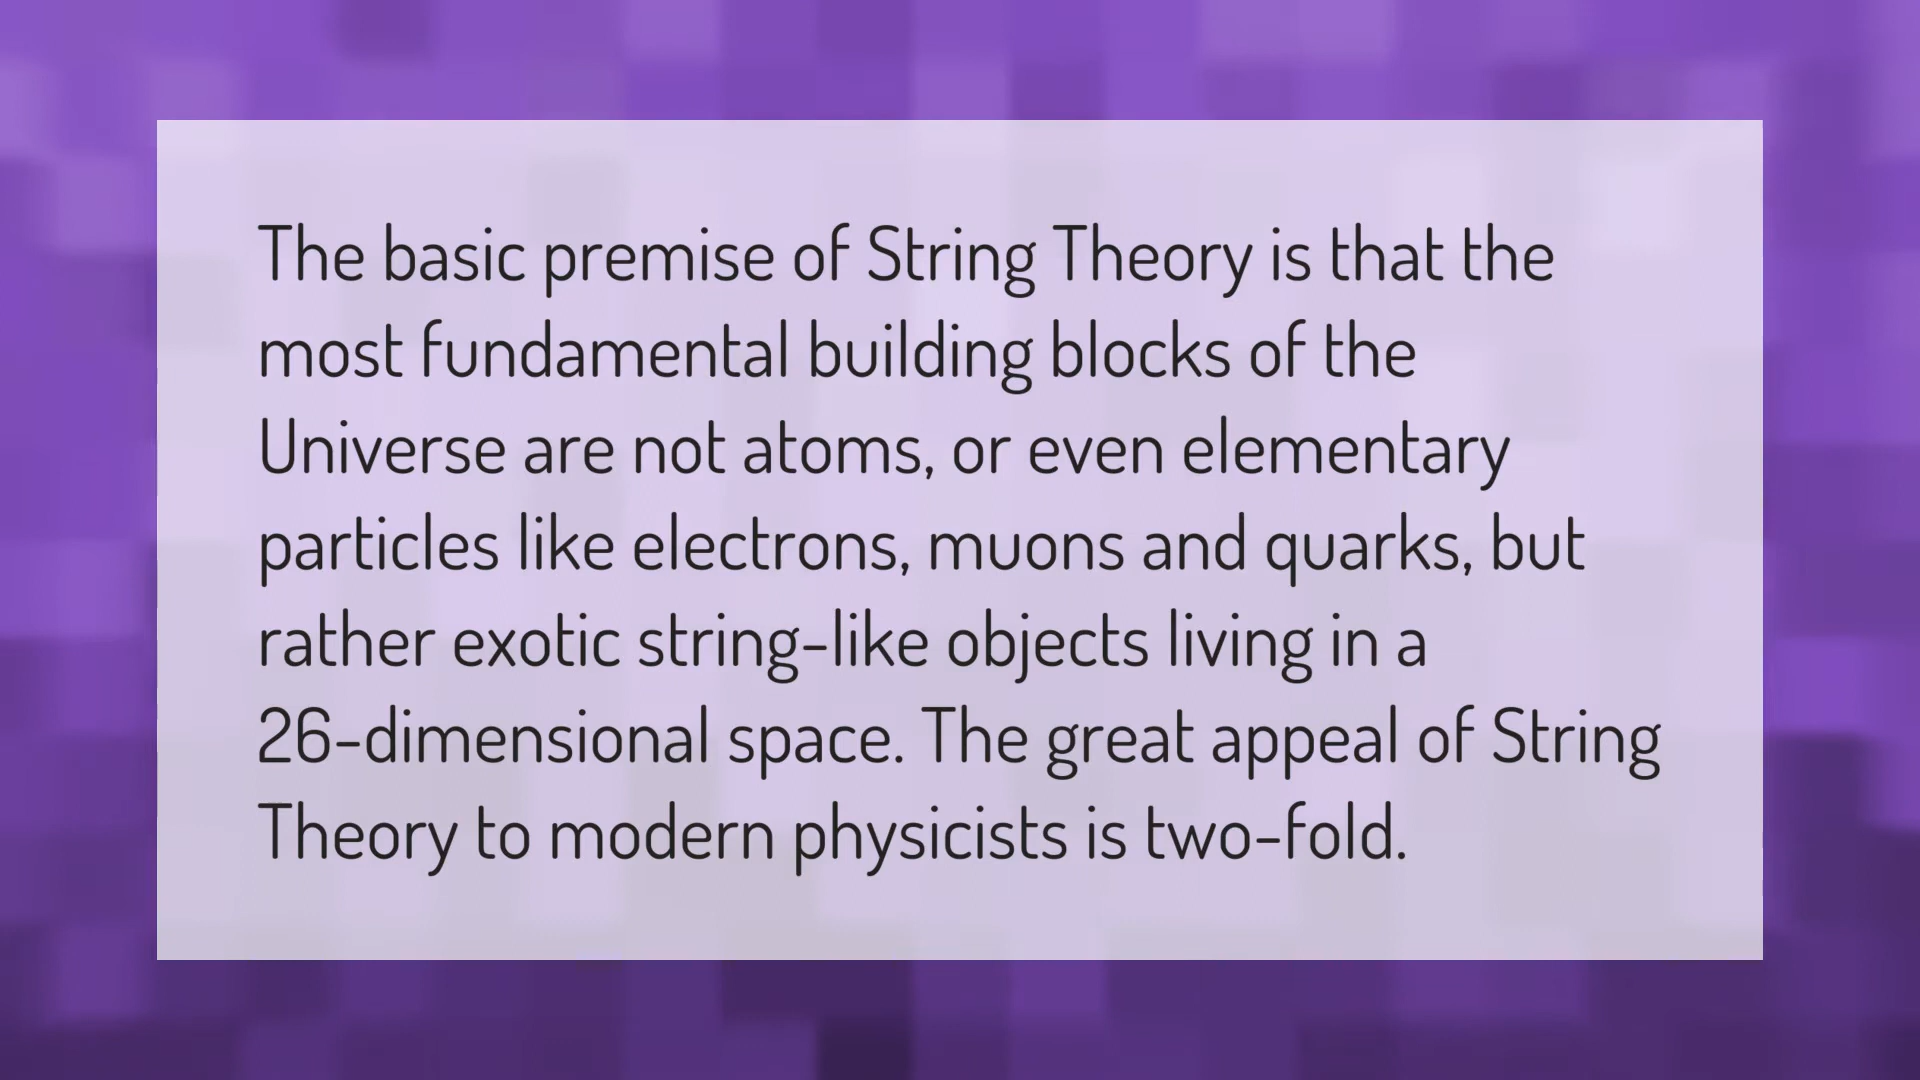 The basic premise of String Theory is that the
most fundamental building blocks of the
Universe are not atoms, or even elementary
particles like electrons, muons and quarks, but
rather exotic string-like objects living in a
26-dimensional space. The great appeal of String
Theory to modern physicists is two-fold.